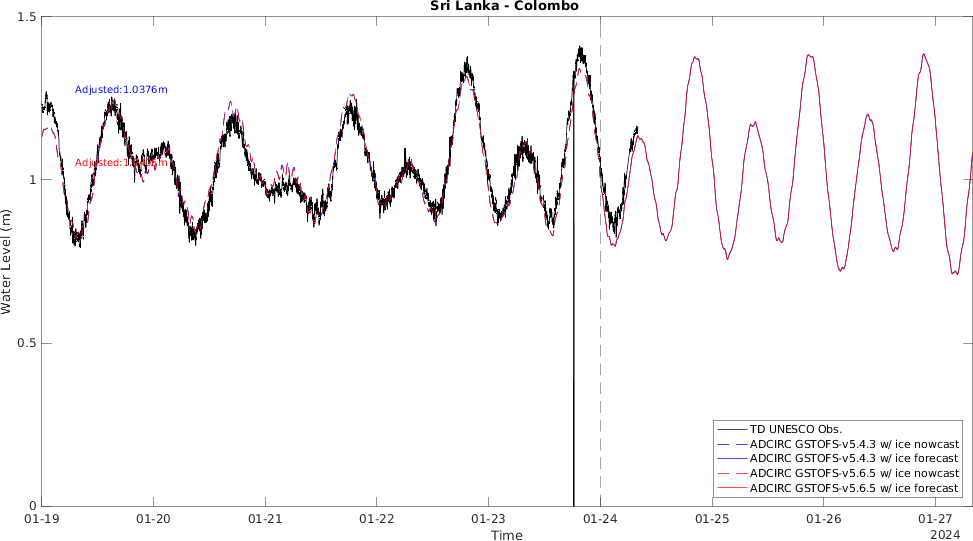 Sri Lanka - Colombo
1.5
Adjusted:1.0376m
1
0.5
0
Water Level (m)
01-19
01-20
01-21
01-22
01-23
01-24
01-25
01-26
01-27
Time
2024
TD UNESCO Obs.
ADCIRC GSTOFS-v5.4.3 w/ ice nowcast
ADCIRC GSTOFS-v5.4.3 w/ ice forecast
ADCIRC GSTOFS-v5.6.5 w/ ice nowcast
ADCIRC GSTOFS-v5.6.5 w/ ice forecast